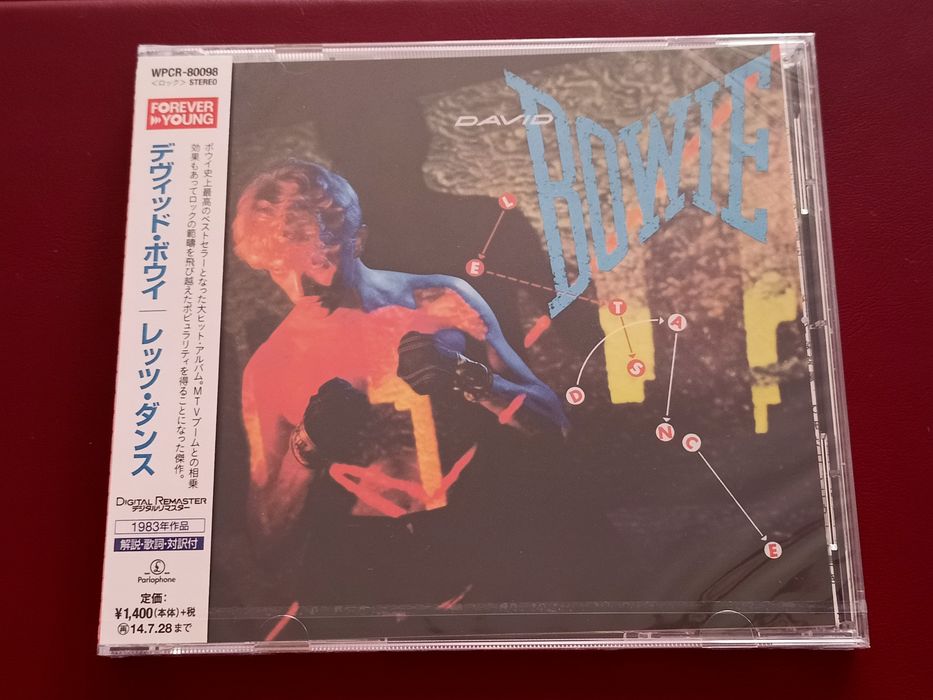 WPCR-80098
<ロック> STEREO
FOREVER
YOUNG
デヴィッド・ボウイ|レッツ・ダンス
ボウイ史上最高のベストセラーとなった大ヒット・アルバム。MTVブームとの相乗
効果もあってロックの範疇を飛び越えたポピュラリティを得ることになった傑作。
DIGITAL REMASTER
デジタルリマスター
1983年作品
解説・歌詞・対訳付
Parlophone
定価:
¥1,400(本体)+税
再14.7.28まで
DAVID
BOWIE
LETS
DANCE